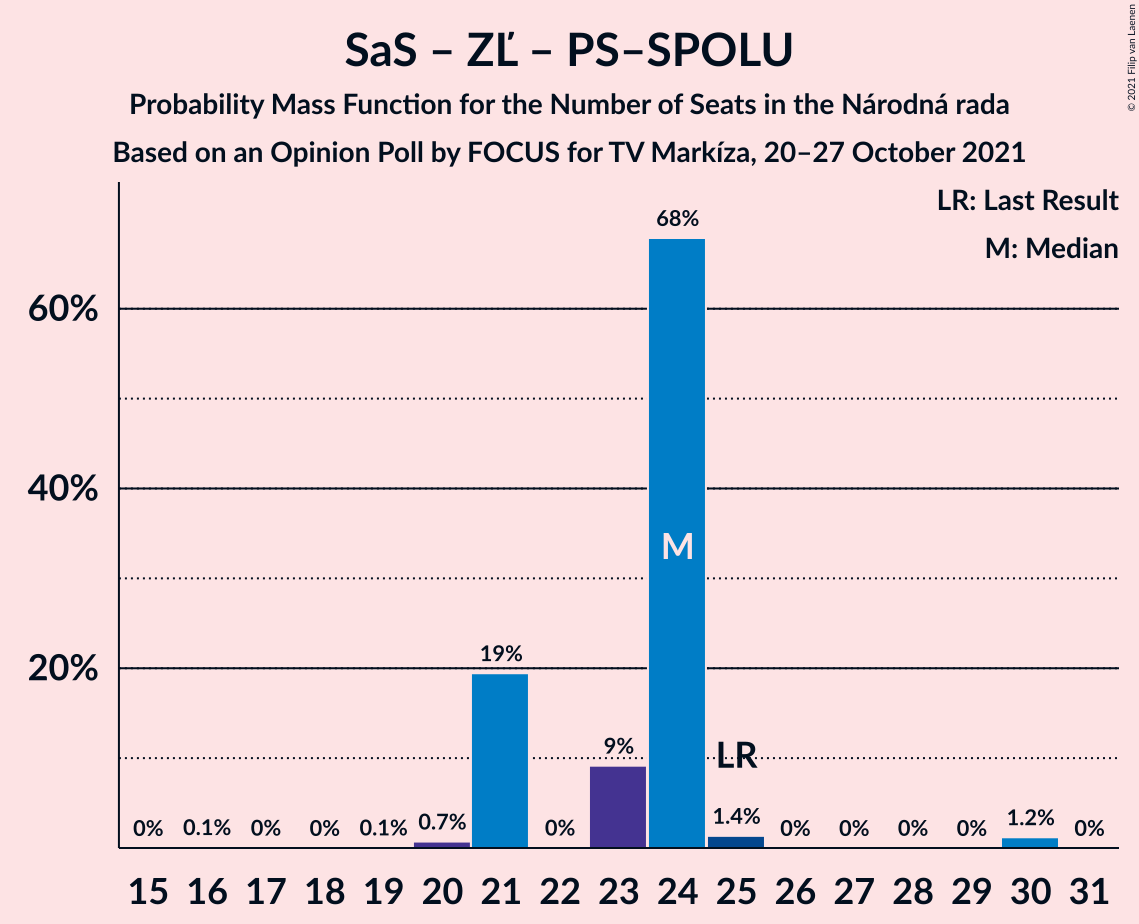 SaS – ZĽ – PS–SPOLU
Probability Mass Function for the Number of Seats in the Národná rada
Based on an Opinion Poll by FOCUS for TV Markíza, 20–27 October 2021
© 2021 Filip van Laenen
LR: Last Result
M: Median
60%
40%
20%
0% 0.1% 0% 0% 0.1% 0.7% 19% 0% 9% 68% 1.4% 0% 0% 0% 0% 1.2% 0%
M
LR
15 16 17 18 19 20 21 22 23 24 25 26 27 28 29 30 31